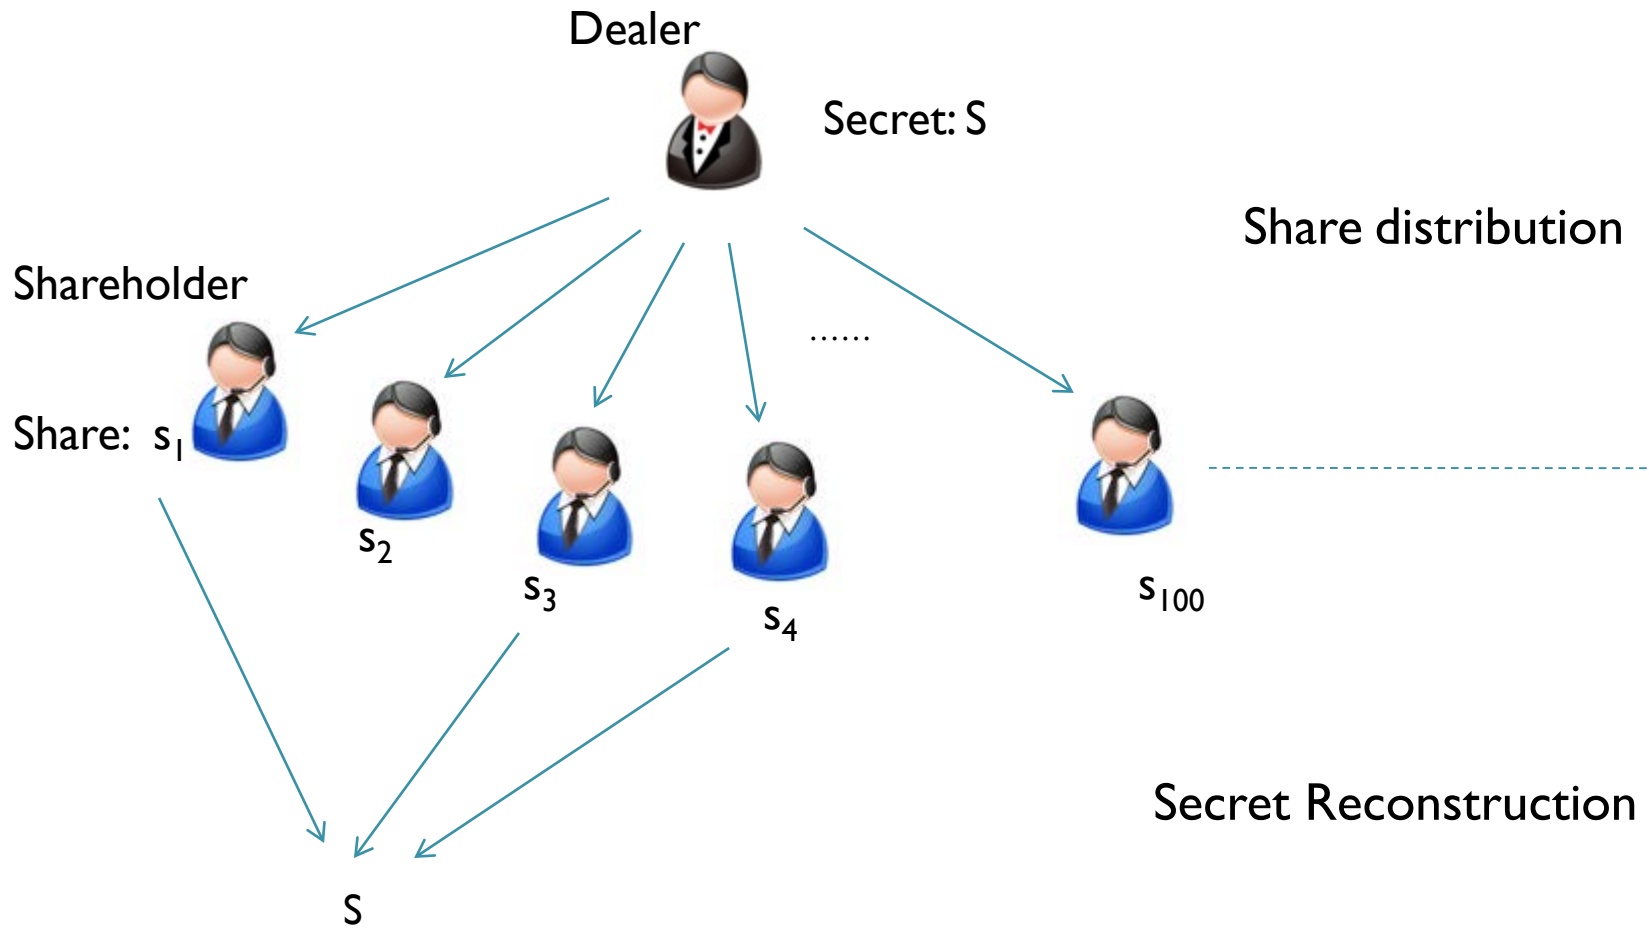 Dealer
Secret: S
Share distribution
Shareholder
......
Share: s1
s2
s3
s4
s100
Secret Reconstruction
S